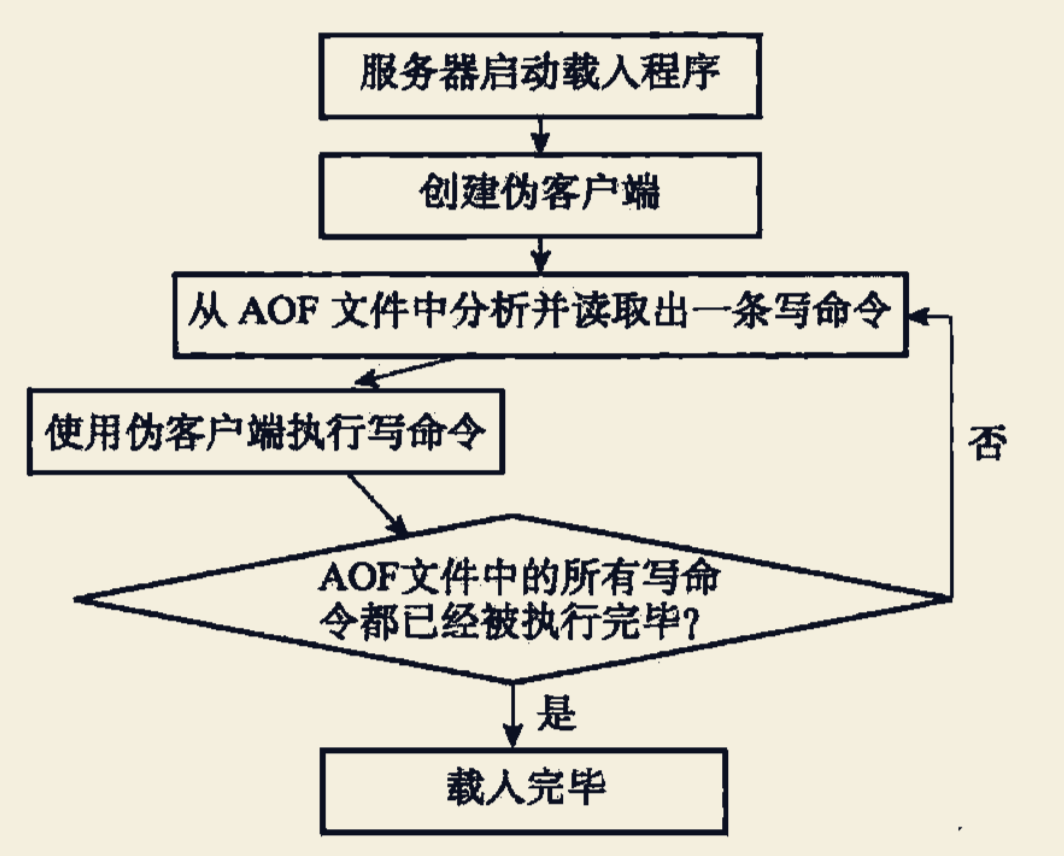 服务器启动载入程序
创建伪客户端
从 AOF 文件中分析并读取出一条写命令
使用伪客户端执行写命令
否
AOF文件中的所有写命
令都已经被执行完毕?
是
载入完毕